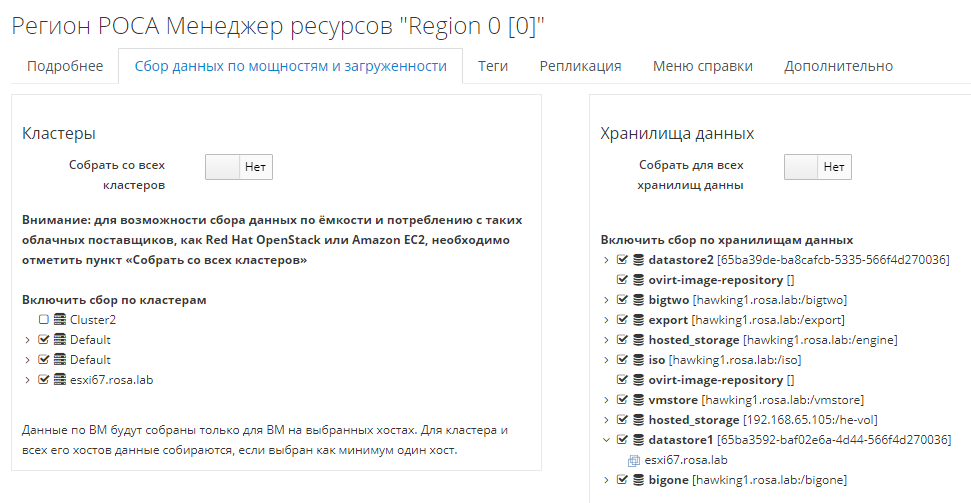 Регион РОСА Менеджер ресурсов "Region 0 [0]"
Подробнее
Сбор данных по мощностям и загруженности
Теги
Репликация
Меню справки
Дополнительно
Кластеры
Собрать со всех
кластеров
Нет
Внимание: для возможности сбора данных по ёмкости и потреблению с таких
облачных поставщиков, как Red Hat OpenStack или Amazon EC2, необходимо
отметить пункт «Собрать со всех кластеров»
Включить сбор по кластерам
Cluster2
Default
Default
esxi67.rosa.lab
Данные по ВМ будут собраны только для ВМ на выбранных хостах. Для кластера и
всех его хостов данные собираются, если выбран как минимум один хост.
Хранилища данных
Собрать для всех
хранилищ данны
Нет
Включить сбор по хранилищам данных
datastore2 [65ba39de-ba8cafcb-5335-566f4d270036]
ovirt-image-repository []
bigtwo [hawking1.rosa.lab:/bigtwo]
export [hawking1.rosa.lab:/export]
hosted_storage [hawking1.rosa.lab:/engine]
iso [hawking1.rosa.lab:/iso]
ovirt-image-repository []
vmstore [hawking1.rosa.lab:/vmstore]
hosted_storage [192.168.65.105:/he-vol]
datastore1 [65ba3592-baf02e6a-4d44-566f4d270036]
esxi67.rosa.lab
bigone [hawking1.rosa.lab:/bigone]